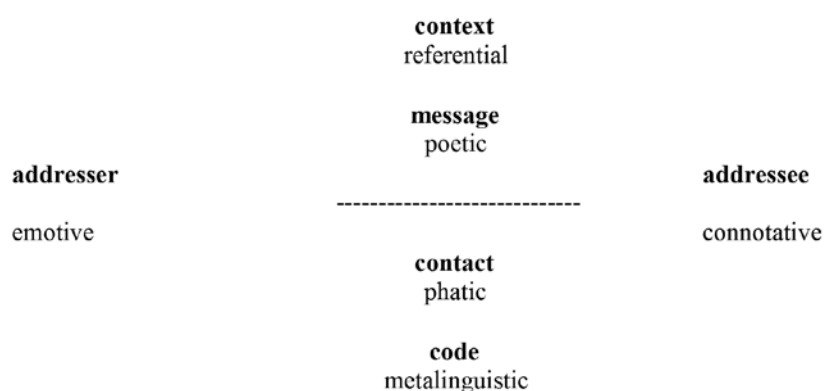 context
referential
message
poetic
addresser
addressee
-----------------------------
emotive
connotative
contact
phatic
code
metalinguistic